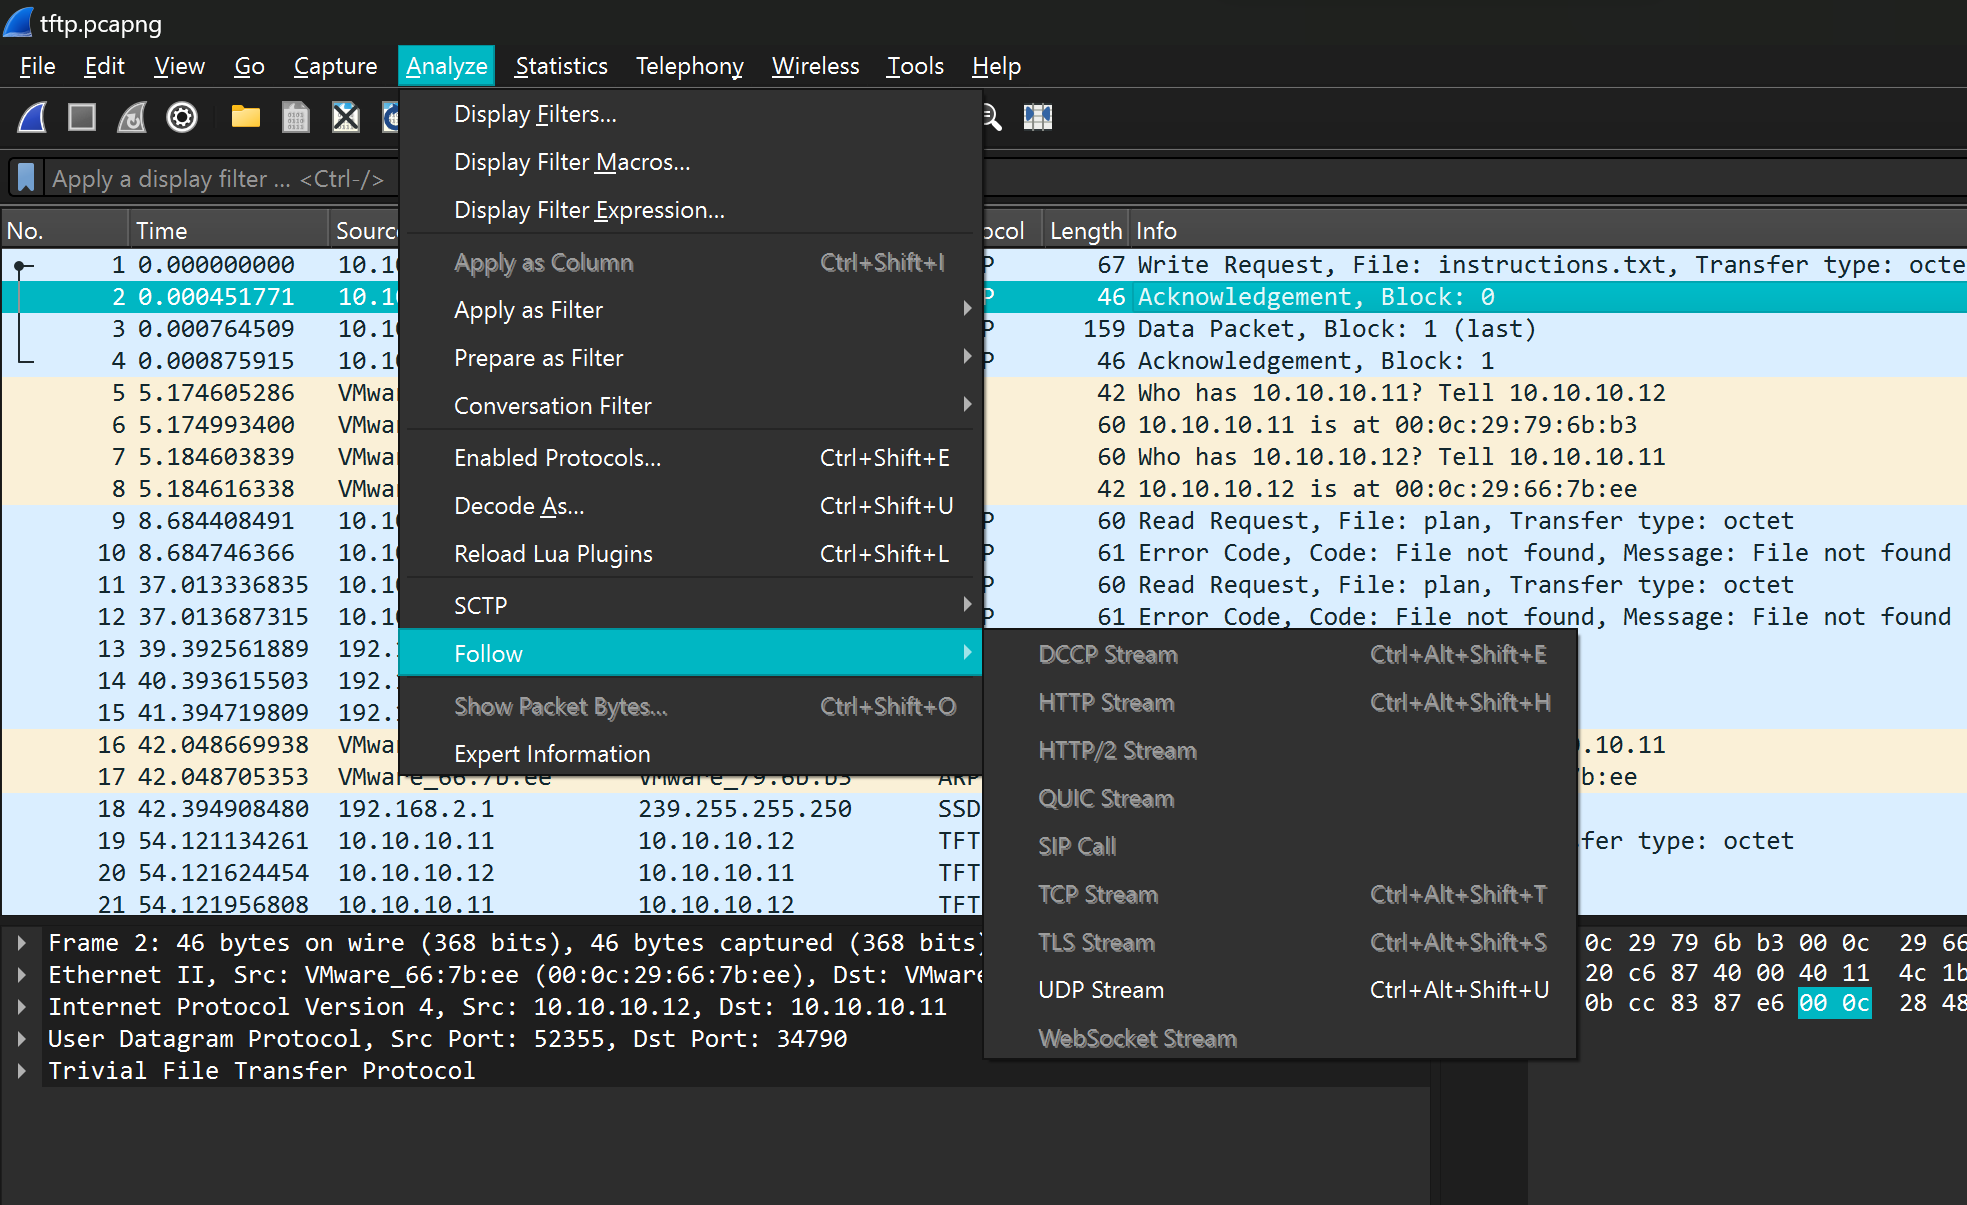 tftp.pcapng
File Edit View Go Capture Analyze Statistics Telephony Wireless Tools Help
Apply a display filter ... <Ctrl-/>
Display Filters...
Display Filter Macros...
Display Filter Expression...
Apply as Column Ctrl+Shift+I
Apply as Filter
Prepare as Filter
Conversation Filter
Enabled Protocols... Ctrl+Shift+E
Decode As... Ctrl+Shift+U
Reload Lua Plugins Ctrl+Shift+L
SCTP
Follow
Show Packet Bytes... Ctrl+Shift+O
Expert Information
DCCP Stream Ctrl+Alt+Shift+E
HTTP Stream Ctrl+Alt+Shift+H
HTTP/2 Stream
QUIC Stream
SIP Call
TCP Stream Ctrl+Alt+Shift+T
TLS Stream Ctrl+Alt+Shift+S
UDP Stream Ctrl+Alt+Shift+U
WebSocket Stream
No. Time Sourc ocol Length Info
1 0.000000000 10.1 P 67 Write Request, File: instructions.txt, Transfer type: octe
2 0.000451771 10.1 P 46 Acknowledgement, Block: 0
3 0.000764509 10.1 P 159 Data Packet, Block: 1 (last)
4 0.000875915 10.1 P 46 Acknowledgement, Block: 1
5 5.174605286 VMwa 42 Who has 10.10.10.11? Tell 10.10.10.12
6 5.174993400 VMwa 60 10.10.10.11 is at 00:0c:29:79:6b:b3
7 5.184603839 VMwa 60 Who has 10.10.10.12? Tell 10.10.10.11
8 5.184616338 VMwa 42 10.10.10.12 is at 00:0c:29:66:7b:ee
9 8.684408491 10.1 P 60 Read Request, File: plan, Transfer type: octet
10 8.684746366 10.1 P 61 Error Code, Code: File not found, Message: File not found
11 37.013336835 10.1 P 60 Read Request, File: plan, Transfer type: octet
12 37.013687315 10.1 P 61 Error Code, Code: File not found, Message: File not found
13 39.392561889 192.
14 40.393615503 192.
15 41.394719809 192.
16 42.048669938 VMwa .10.11
17 42.048705353 VMware_66:7b:ee VMware_79:6b:b3 ARP 7b:ee
18 42.394908480 192.168.2.1 239.255.255.250 SSD
19 54.121134261 10.10.10.11 10.10.10.12 TFT fer type: octet
20 54.121624454 10.10.10.12 10.10.10.11 TFT
21 54.121956808 10.10.10.11 10.10.10.12 TFT
Frame 2: 46 bytes on wire (368 bits), 46 bytes captured (368 bits)
Ethernet II, Src: VMware_66:7b:ee (00:0c:29:66:7b:ee), Dst: VMware
Internet Protocol Version 4, Src: 10.10.10.12, Dst: 10.10.10.11
User Datagram Protocol, Src Port: 52355, Dst Port: 34790
Trivial File Transfer Protocol
0c 29 79 6b b3 00 0c 29 66
20 c6 87 40 00 40 11 4c 1b
0b cc 83 87 e6 00 0c 28 48